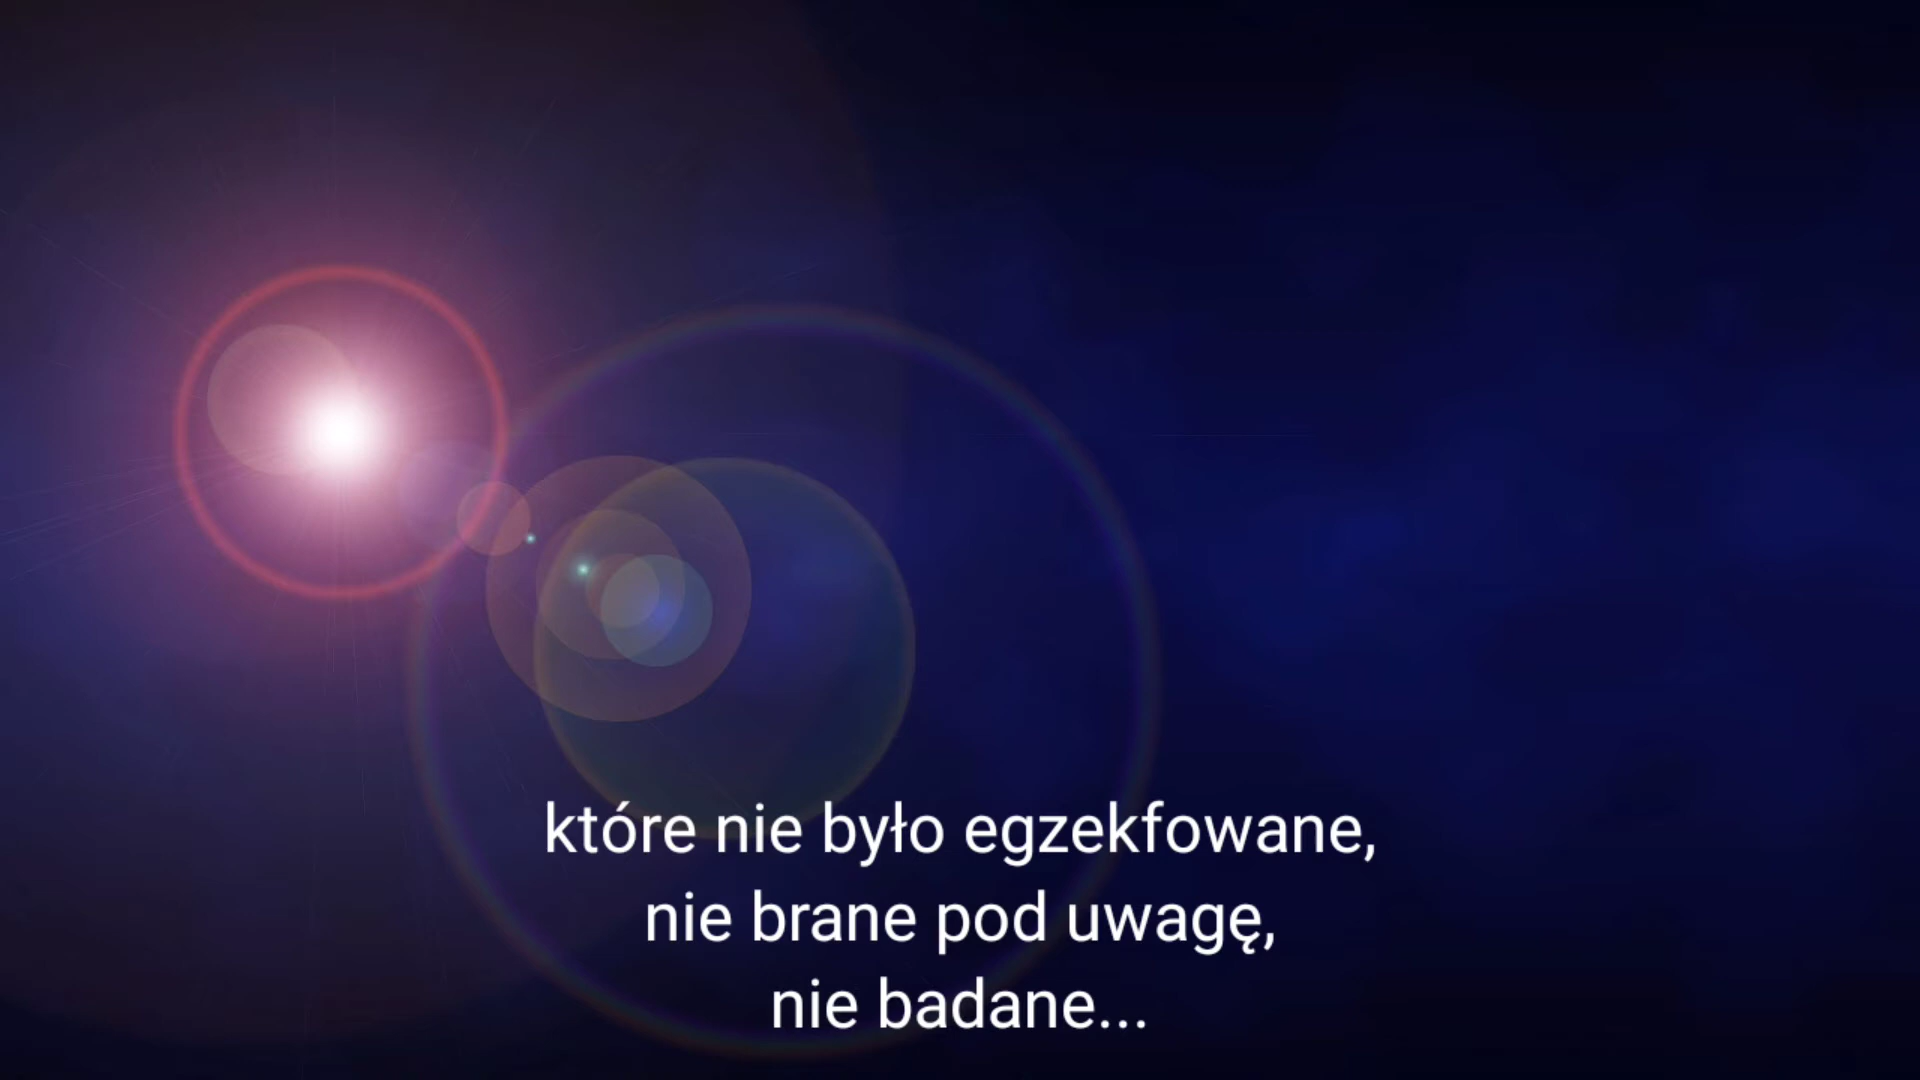 które nie było egzekfowane,
nie brane pod uwagę,
nie badane...